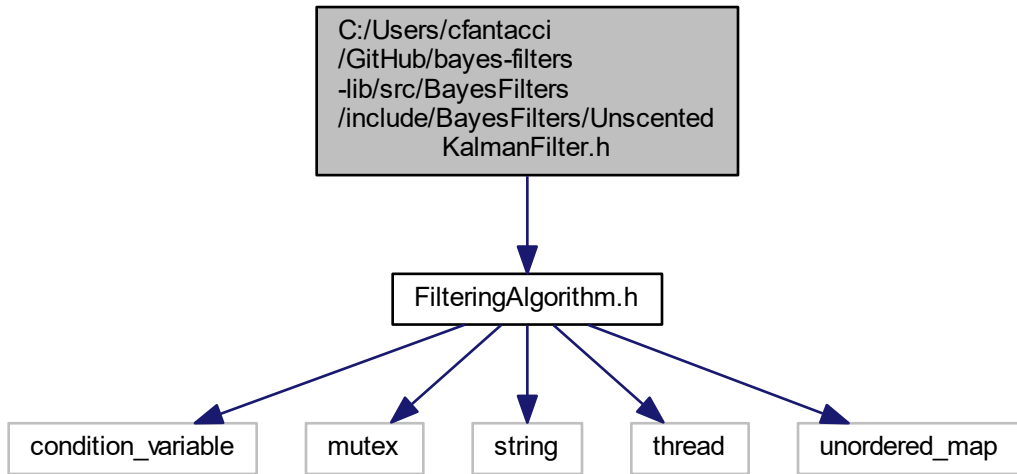 C:/Users/cfantacci
/GitHub/bayes-filters
-lib/src/BayesFilters
/include/BayesFilters/Unscented
KalmanFilter.h
FilteringAlgorithm.h
condition_variable
mutex
string
thread
unordered_map